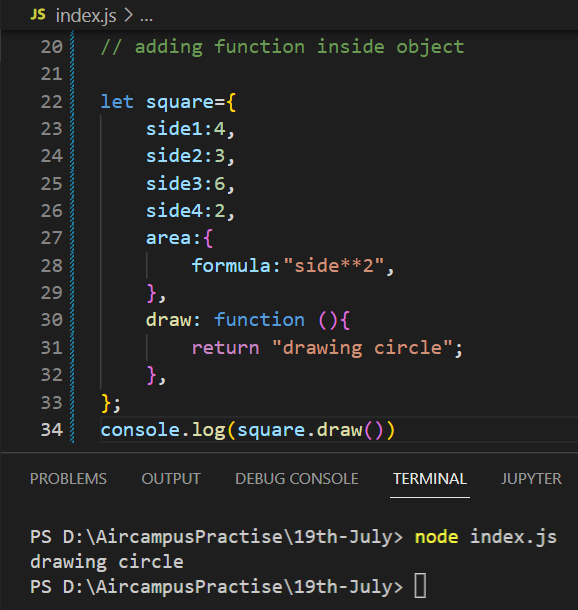 JS index.js > ...
20 // adding function inside object
21
22 let square={
23 side1:4,
24 side2:3,
25 side3:6,
26 side4:2,
27 area:{
28 formula:"side**2",
29 },
30 draw: function (){
31 return "drawing circle";
32 },
33 };
34 console.log(square.draw())
PROBLEMS OUTPUT DEBUG CONSOLE TERMINAL JUPYTER
PS D:\AircampusPractise\19th-July> node index.js
drawing circle
PS D:\AircampusPractise\19th-July>